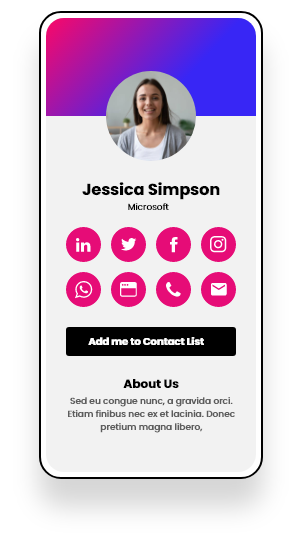 Jessica Simpson
Microsoft
in
f
Add me to Contact List
About Us
Sed eu congue nunc, a gravida orci.
Etiam finibus nec ex et lacinia. Donec
pretium magna libero,